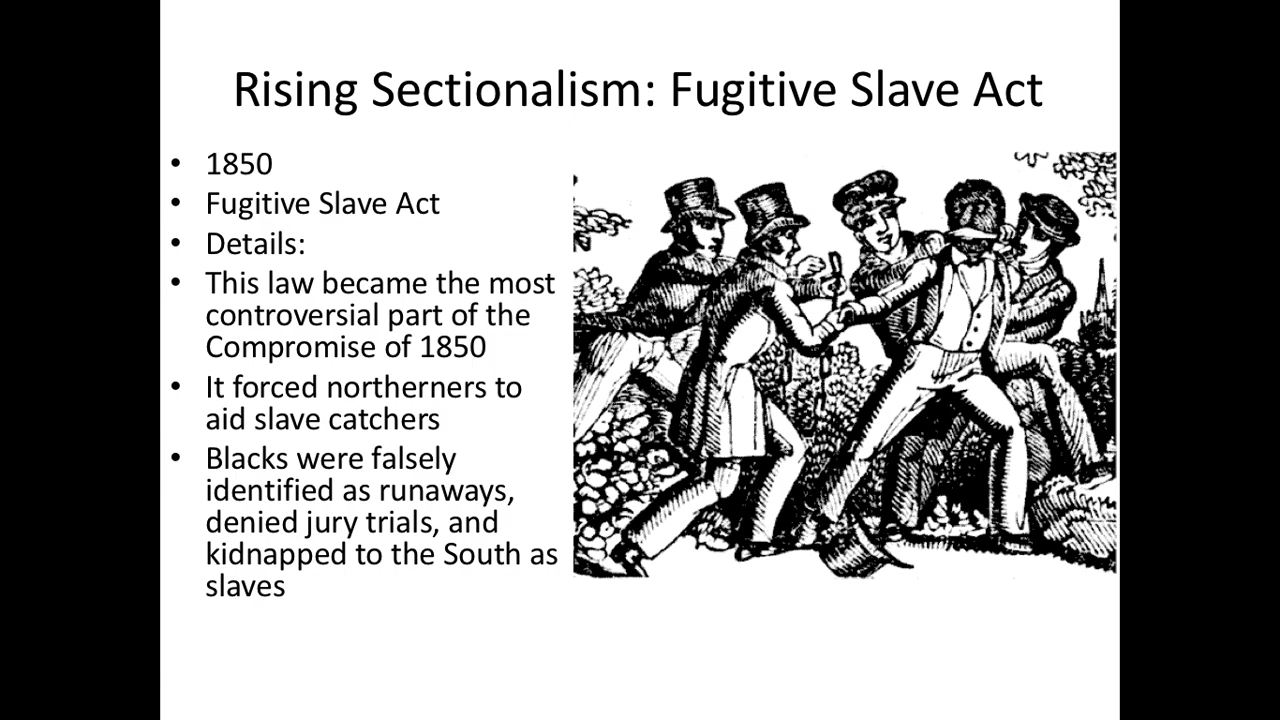 Rising Sectionalism: Fugitive Slave Act
• 1850
• Fugitive Slave Act
• Details:
• This law became the most
controversial part of the
Compromise of 1850
• It forced northerners to
aid slave catchers
• Blacks were falsely
identified as runaways,
denied jury trials, and
kidnapped to the South as
slaves